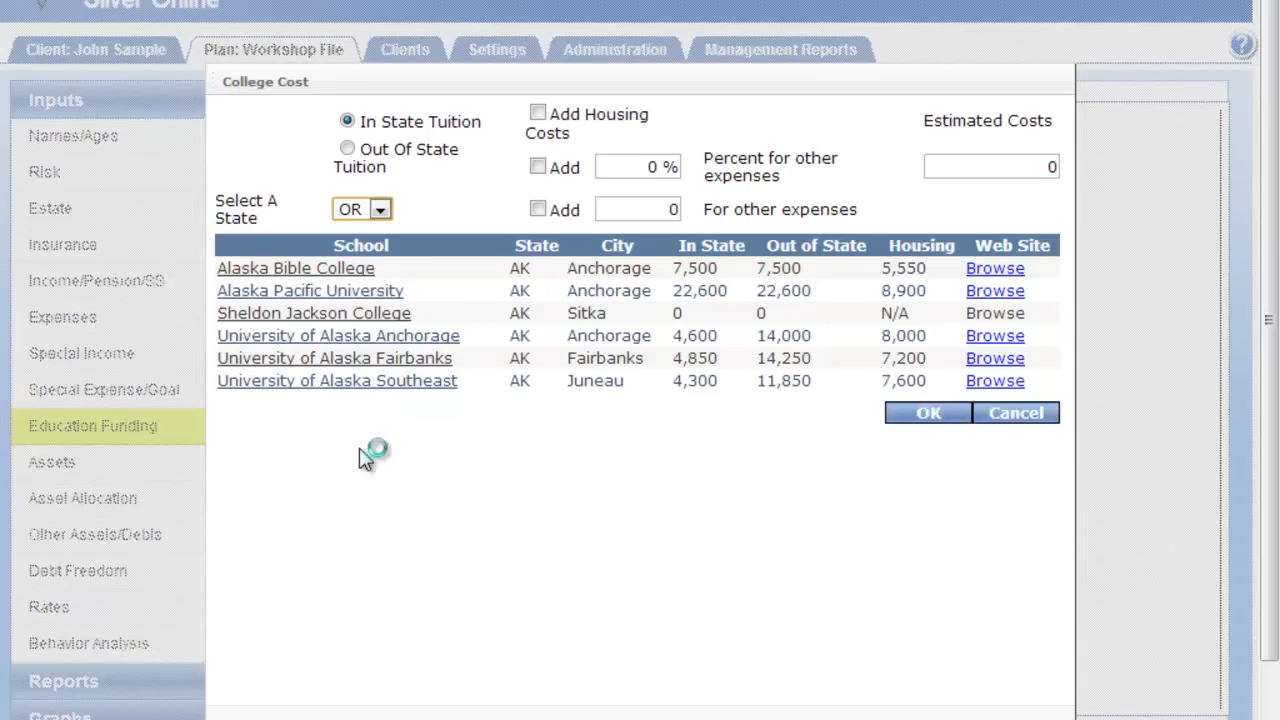 Silver Online
Client: John Sample
Plan: Workshop File
Clients
Settings
Administration
Management Reports
?
Inputs
Names/Ages
Risk
Estate
Insurance
Income/Pension/SS
Expenses
Special Income
Special Expense/Goal
Education Funding
Assets
Asset Allocation
Other Assets/Debts
Debt Freedom
Rates
Behavior Analysis
Reports
Graphs
College Cost
In State Tuition
Out Of State
Tuition
Add Housing
Costs
Add 0 % Percent for other
expenses
Estimated Costs
0
Select A
State
OR
Add 0 For other expenses
School State City In State Out of State Housing Web Site
Alaska Bible College AK Anchorage 7,500 7,500 5,550 Browse
Alaska Pacific University AK Anchorage 22,600 22,600 8,900 Browse
Sheldon Jackson College AK Sitka 0 0 N/A Browse
University of Alaska Anchorage AK Anchorage 4,600 14,000 8,000 Browse
University of Alaska Fairbanks AK Fairbanks 4,850 14,250 7,200 Browse
University of Alaska Southeast AK Juneau 4,300 11,850 7,600 Browse
OK Cancel